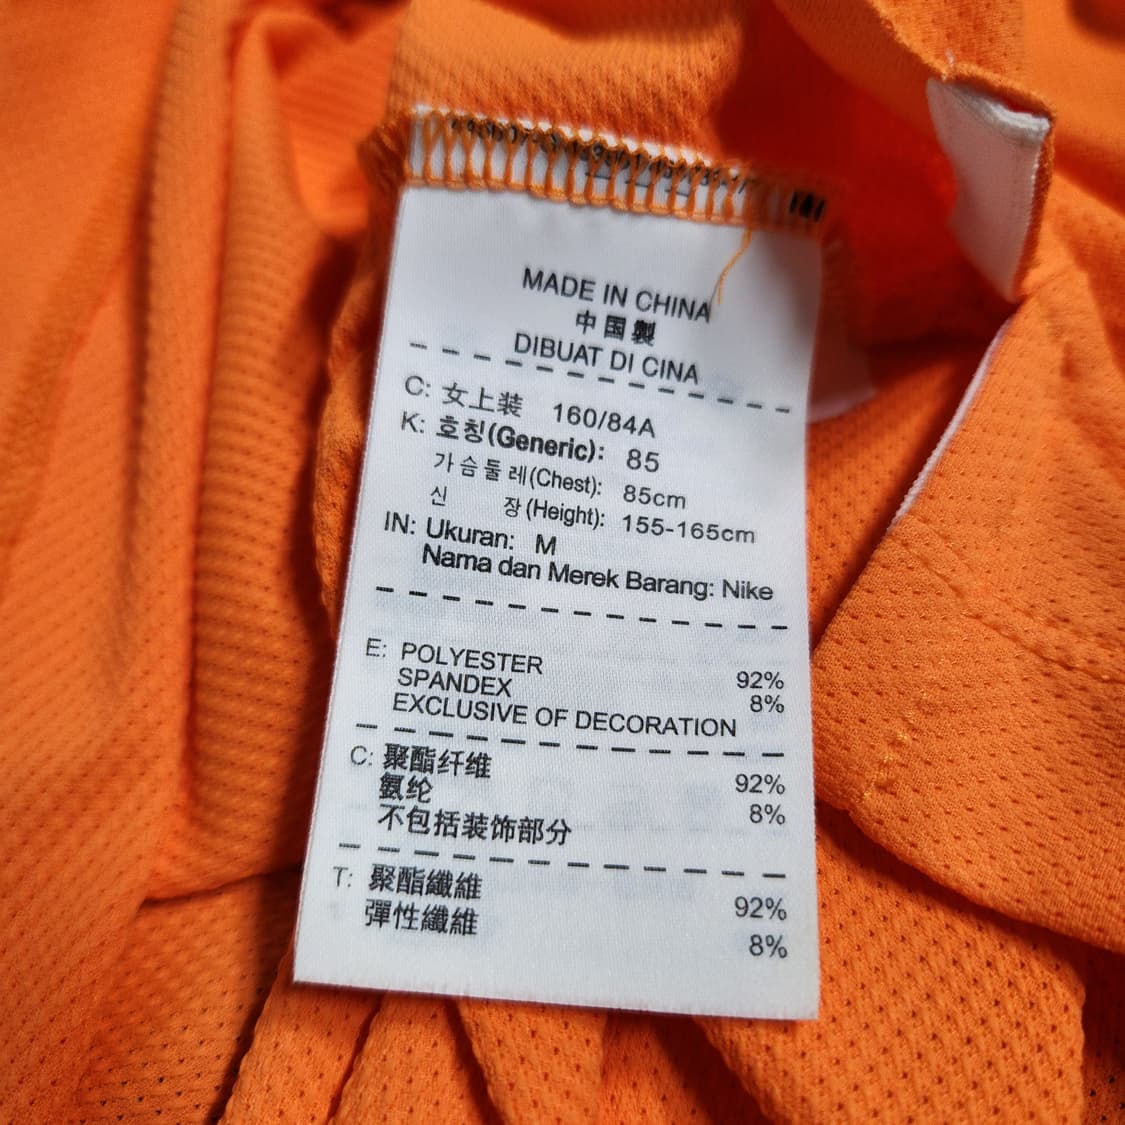 MADE IN CHINA
中国製
DIBUAT DI CINA
C: 女上装 160/84A
K: 호칭(Generic): 85
가슴둘레(Chest): 85cm
신 장(Height): 155-165cm
IN: Ukuran: M
Nama dan Merek Barang: Nike
E: POLYESTER 92%
SPANDEX 8%
EXCLUSIVE OF DECORATION
C: 聚酯纤维 92%
氨纶 8%
不包括装饰部分
T: 聚酯纖維 92%
彈性纖維 8%